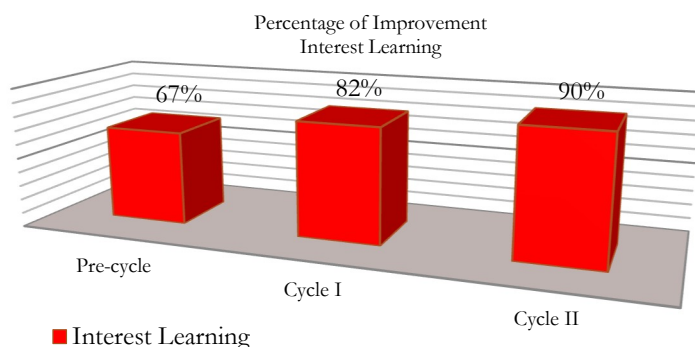 Percentage of Improvement
Interest Learning
67%
82%
90%
Pre-cycle
Cycle I
Cycle II
Interest Learning